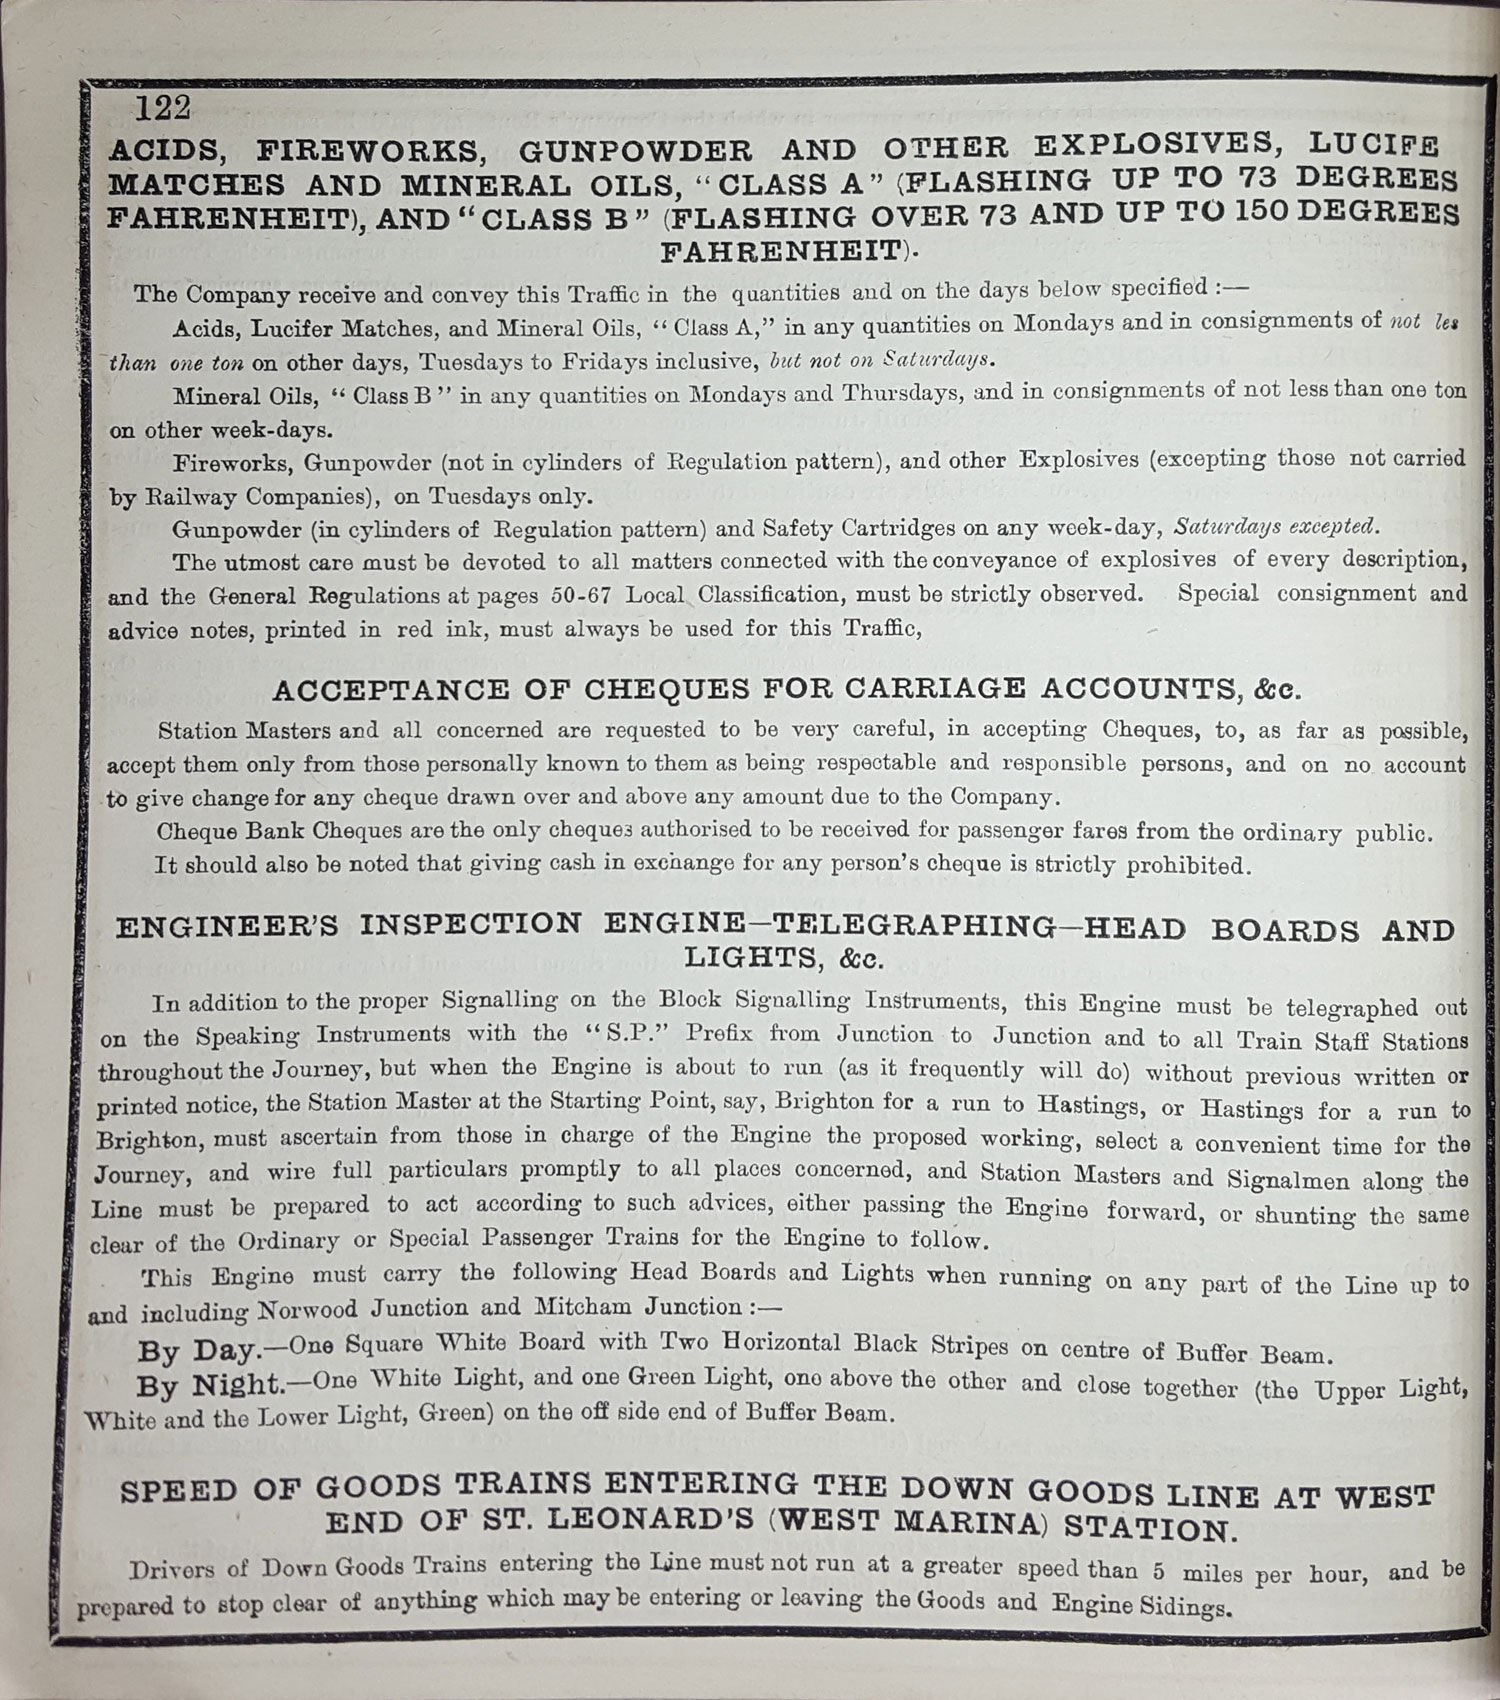 122
ACIDS, FIREWORKS, GUNPOWDER AND OTHER EXPLOSIVES, LUCIFE
MATCHES AND MINERAL OILS, "CLASS A" (FLASHING UP TO 73 DEGREES
FAHRENHEIT), AND "CLASS B" (FLASHING OVER 73 AND UP TO 150 DEGREES
FAHRENHEIT).
The Company receive and convey this Traffic in the quantities and on the days below specified :—
Acids, Lucifer Matches, and Mineral Oils, "Class A," in any quantities on Mondays and in consignments of not les
than one ton on other days, Tuesdays to Fridays inclusive, but not on Saturdays.
Mineral Oils, "Class B" in any quantities on Mondays and Thursdays, and in consignments of not less than one ton
on other week-days.
Fireworks, Gunpowder (not in cylinders of Regulation pattern), and other Explosives (excepting those not carried
by Railway Companies), on Tuesdays only.
Gunpowder (in cylinders of Regulation pattern) and Safety Cartridges on any week-day, Saturdays excepted.
The utmost care must be devoted to all matters connected with the conveyance of explosives of every description,
and the General Regulations at pages 50-67 Local Classification, must be strictly observed. Special consignment and
advice notes, printed in red ink, must always be used for this Traffic,
ACCEPTANCE OF CHEQUES FOR CARRIAGE ACCOUNTS, &c.
Station Masters and all concerned are requested to be very careful, in accepting Cheques, to, as far as possible,
accept them only from those personally known to them as being respectable and responsible persons, and on no account
to give change for any cheque drawn over and above any amount due to the Company.
Cheque Bank Cheques are the only cheques authorised to be received for passenger fares from the ordinary public.
It should also be noted that giving cash in exchange for any person's cheque is strictly prohibited.
ENGINEER'S INSPECTION ENGINE—TELEGRAPHING—HEAD BOARDS AND
LIGHTS, &c.
In addition to the proper Signalling on the Block Signalling Instruments, this Engine must be telegraphed out
on the Speaking Instruments with the "S.P." Prefix from Junction to Junction and to all Train Staff Stations
throughout the Journey, but when the Engine is about to run (as it frequently will do) without previous written or
printed notice, the Station Master at the Starting Point, say, Brighton for a run to Hastings, or Hastings for a run to
Brighton, must ascertain from those in charge of the Engine the proposed working, select a convenient time for the
Journey, and wire full particulars promptly to all places concerned, and Station Masters and Signalmen along the
Line must be prepared to act according to such advices, either passing the Engine forward, or shunting the same
clear of the Ordinary or Special Passenger Trains for the Engine to follow.
This Engine must carry the following Head Boards and Lights when running on any part of the Line up to
and including Norwood Junction and Mitcham Junction :—
By Day.—One Square White Board with Two Horizontal Black Stripes on centre of Buffer Beam.
By Night.—One White Light, and one Green Light, one above the other and close together (the Upper Light,
White and the Lower Light, Green) on the off side end of Buffer Beam.
SPEED OF GOODS TRAINS ENTERING THE DOWN GOODS LINE AT WEST
END OF ST. LEONARD'S (WEST MARINA) STATION.
Drivers of Down Goods Trains entering the Line must not run at a greater speed than 5 miles per hour, and be
prepared to stop clear of anything which may be entering or leaving the Goods and Engine Sidings.